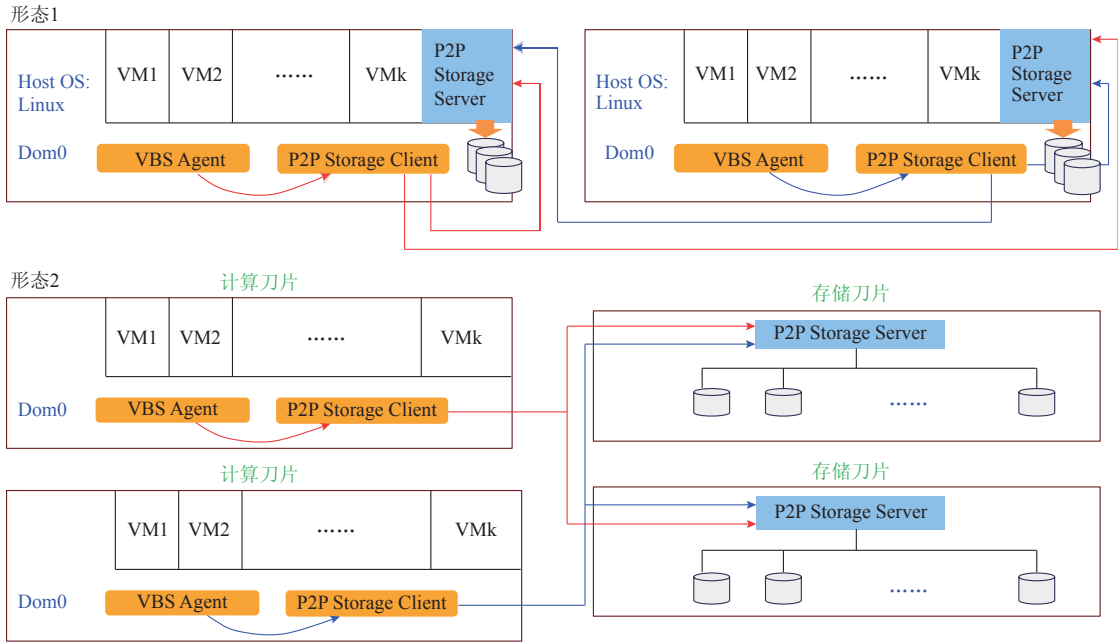 形态1
Host OS:
Linux
VM1
VM2
……
VMk
P2P
Storage
Server
Dom0
VBS Agent
P2P Storage Client
Host OS:
Linux
VM1
VM2
……
VMk
P2P
Storage
Server
Dom0
VBS Agent
P2P Storage Client
形态2
计算刀片
VM1
VM2
……
VMk
Dom0
VBS Agent
P2P Storage Client
存储刀片
P2P Storage Server
……
计算刀片
VM1
VM2
……
VMk
Dom0
VBS Agent
P2P Storage Client
存储刀片
P2P Storage Server
……